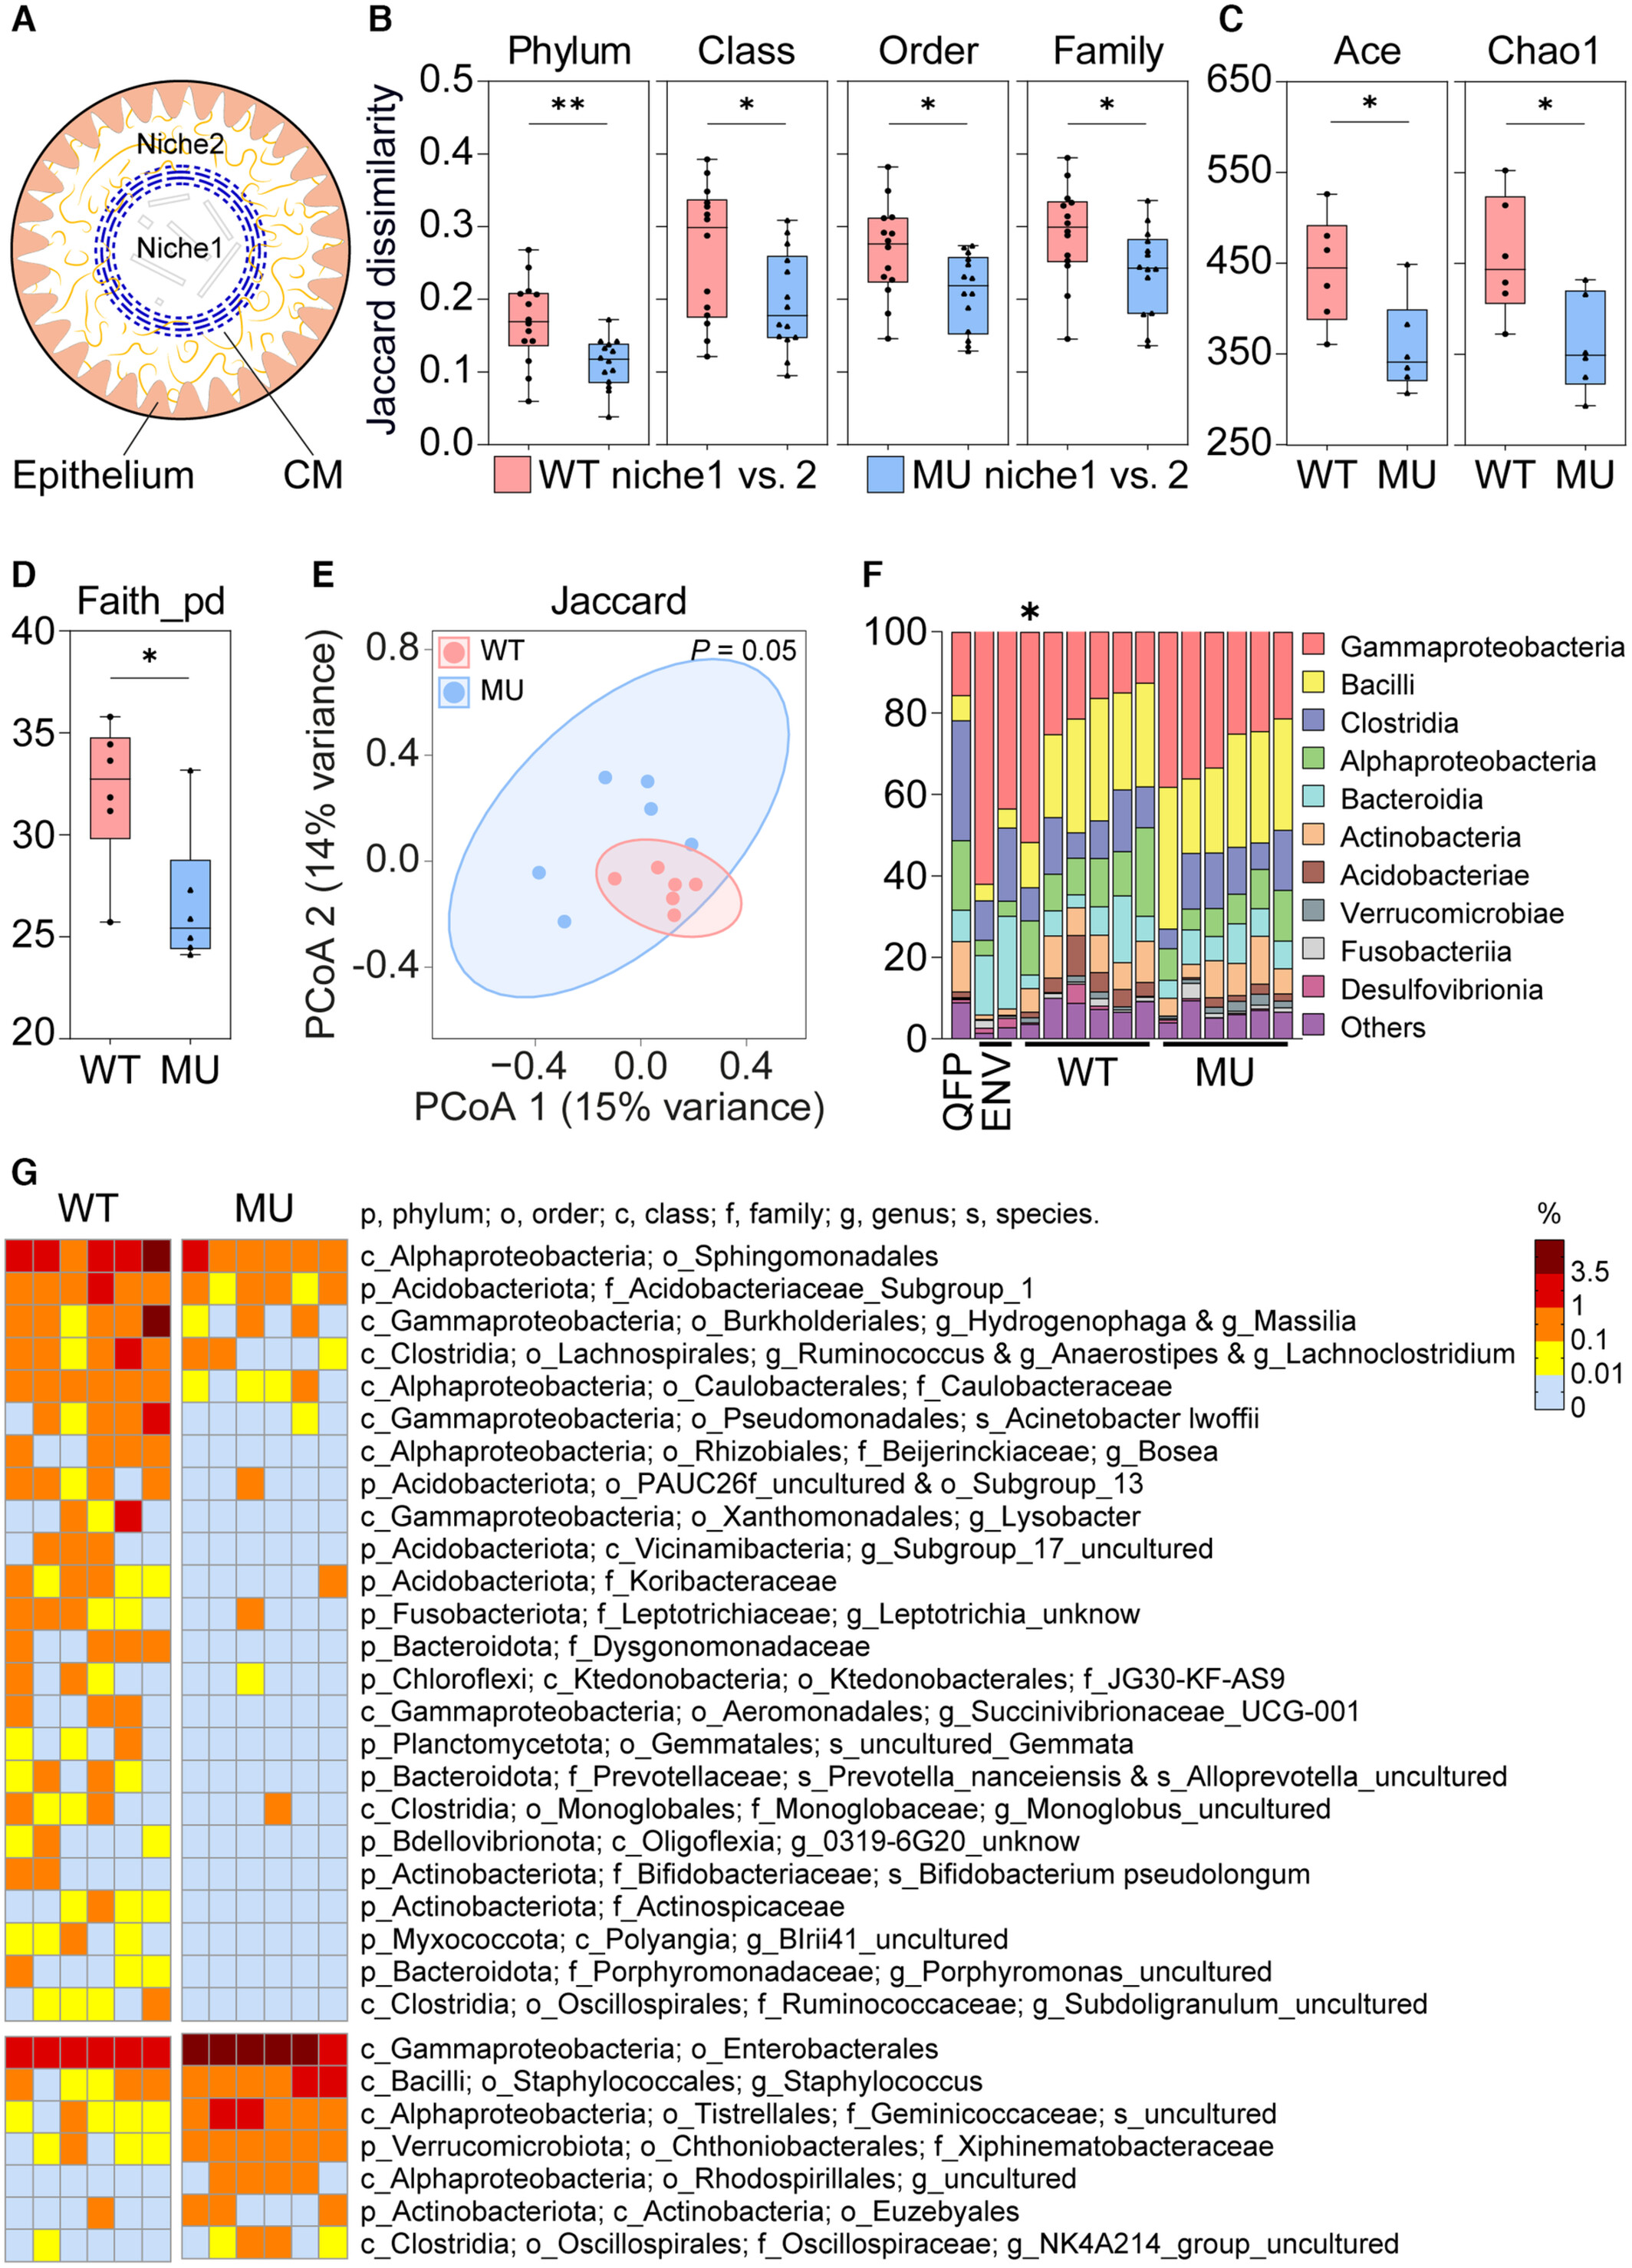 A
Niche2
Niche1
Epithelium
CM
B
Phylum
Class
Order
Family
Jaccard dissimilarity
0.5
0.4
0.3
0.2
0.1
0.0
**
*
*
*
WT niche1 vs. 2
MU niche1 vs. 2
C
Ace
Chao1
650
550
450
350
250
*
*
WT
MU
WT
MU
D
Faith_pd
40
35
30
25
20
*
WT
MU
E
Jaccard
WT
MU
P = 0.05
PCoA 2 (14% variance)
0.8
0.4
0.0
-0.4
−0.4
0.0
0.4
PCoA 1 (15% variance)
F
*
100
80
60
40
20
0
QFP
ENV
WT
MU
Gammaproteobacteria
Bacilli
Clostridia
Alphaproteobacteria
Bacteroidia
Actinobacteria
Acidobacteriae
Verrucomicrobiae
Fusobacteriia
Desulfovibrionia
Others
G
WT
MU
p, phylum; o, order; c, class; f, family; g, genus; s, species.
c_Alphaproteobacteria; o_Sphingomonadales
p_Acidobacteriota; f_Acidobacteriaceae_Subgroup_1
c_Gammaproteobacteria; o_Burkholderiales; g_Hydrogenophaga & g_Massilia
c_Clostridia; o_Lachnospirales; g_Ruminococcus & g_Anaerostipes & g_Lachnoclostridium
c_Alphaproteobacteria; o_Caulobacterales; f_Caulobacteraceae
c_Gammaproteobacteria; o_Pseudomonadales; s_Acinetobacter lwoffii
c_Alphaproteobacteria; o_Rhizobiales; f_Beijerinckiaceae; g_Bosea
p_Acidobacteriota; o_PAUC26f_uncultured & o_Subgroup_13
c_Gammaproteobacteria; o_Xanthomonadales; g_Lysobacter
p_Acidobacteriota; c_Vicinamibacteria; g_Subgroup_17_uncultured
p_Acidobacteriota; f_Koribacteraceae
p_Fusobacteriota; f_Leptotrichiaceae; g_Leptotrichia_unknow
p_Bacteroidota; f_Dysgonomonadaceae
p_Chloroflexi; c_Ktedonobacteria; o_Ktedonobacterales; f_JG30-KF-AS9
c_Gammaproteobacteria; o_Aeromonadales; g_Succinivibrionaceae_UCG-001
p_Planctomycetota; o_Gemmatales; s_uncultured_Gemmata
p_Bacteroidota; f_Prevotellaceae; s_Prevotella_nanceiensis & s_Alloprevotella_uncultured
c_Clostridia; o_Monoglobales; f_Monoglobaceae; g_Monoglobus_uncultured
p_Bdellovibrionota; c_Oligoflexia; g_0319-6G20_unknow
p_Actinobacteriota; f_Bifidobacteriaceae; s_Bifidobacterium pseudolongum
p_Actinobacteriota; f_Actinospicaceae
p_Myxococcota; c_Polyangia; g_BIrii41_uncultured
p_Bacteroidota; f_Porphyromonadaceae; g_Porphyromonas_uncultured
c_Clostridia; o_Oscillospirales; f_Ruminococcaceae; g_Subdoligranulum_uncultured
c_Gammaproteobacteria; o_Enterobacterales
c_Bacilli; o_Staphylococcales; g_Staphylococcus
c_Alphaproteobacteria; o_Tistrellales; f_Geminicoccaceae; s_uncultured
p_Verrucomicrobiota; o_Chthoniobacterales; f_Xiphinematobacteraceae
c_Alphaproteobacteria; o_Rhodospirillales; g_uncultured
p_Actinobacteriota; c_Actinobacteria; o_Euzebyales
c_Clostridia; o_Oscillospirales; f_Oscillospiraceae; g_NK4A214_group_uncultured
%
3.5
1
0.1
0.01
0